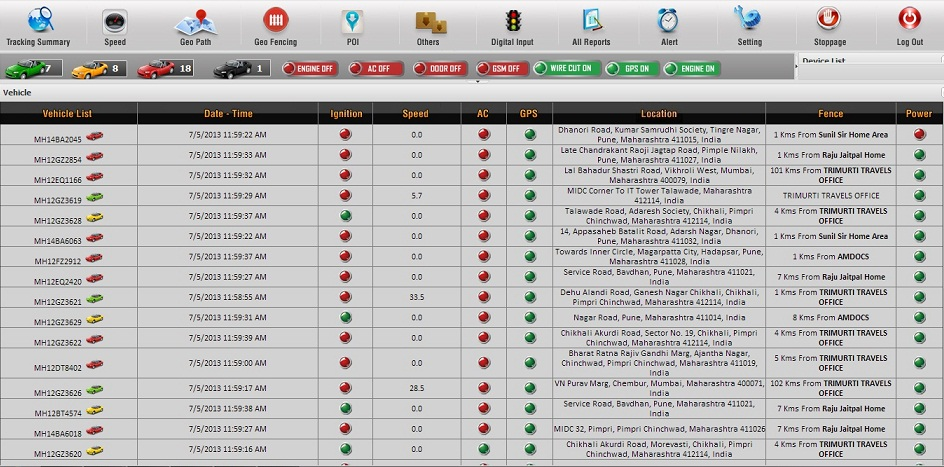 Tracking Summary Speed Geo Path Geo Fencing POI Others Digital Input All Reports Alert Setting Stoppage Log Out
7 8 18 1 ENGINE OFF AC OFF DOOR OFF GSM OFF WIRE CUT ON GPS ON ENGINE ON Device List
Vehicle
Vehicle List Date - Time Ignition Speed AC GPS Location Fence Power
MH14BA2045 7/5/2013 11:59:22 AM 0.0 Dhanori Road, Kumar Samrudhi Society, Tingre Nagar, Pune, Maharashtra 411015, India 1 Kms From Sunil Sir Home Area
MH12GZ2854 7/5/2013 11:59:33 AM 0.0 Late Chandrakant Raoji Jagtap Road, Pimple Nilakh, Pune, Maharashtra 411027, India 1 Kms From Raju Jaitpal Home
MH12EQ1166 7/5/2013 11:59:32 AM 0.0 Lal Bahadur Shastri Road, Vikhroli West, Mumbai, Maharashtra 400079, India 101 Kms From TRIMURTI TRAVELS OFFICE
MH12GZ3619 7/5/2013 11:59:29 AM 5.7 MIDC Corner To IT Tower Talawade, Maharashtra 412114, India TRIMURTI TRAVELS OFFICE
MH12GZ3628 7/5/2013 11:59:37 AM 0.0 Talawade Road, Adaresh Society, Chikhali, Pimpri Chinchwad, Maharashtra 412114, India 4 Kms From TRIMURTI TRAVELS OFFICE
MH14BA6063 7/5/2013 11:59:22 AM 0.0 14, Appasaheb Batalit Road, Adarsh Nagar, Dhanori, Pune, Maharashtra 411032, India 1 Kms From Sunil Sir Home Area
MH12FZ2912 7/5/2013 11:59:37 AM 0.0 Towards Inner Circle, Magarpatta City, Hadapsar, Pune, Maharashtra 411028, India 1 Kms From AMDOCS
MH12EQ2420 7/5/2013 11:59:27 AM 0.0 Service Road, Bavdhan, Pune, Maharashtra 411021, India 7 Kms From Raju Jaitpal Home
MH12GZ3621 7/5/2013 11:58:55 AM 33.5 Dehu Alandi Road, Ganesh Nagar Chikhali, Chikhali, Pimpri Chinchwad, Maharashtra 412114, India 1 Kms From TRIMURTI TRAVELS OFFICE
MH12GZ3629 7/5/2013 11:59:31 AM 0.0 Nagar Road, Pune, Maharashtra 411014, India 8 Kms From AMDOCS
MH12GZ3622 7/5/2013 11:59:39 AM 0.0 Chikhali Akurdi Road, Sector No. 19, Chikhali, Pimpri Chinchwad, Maharashtra 412114, India 4 Kms From TRIMURTI TRAVELS OFFICE
MH12DT8402 7/5/2013 11:59:00 AM 0.0 Bharat Ratna Rajiv Gandhi Marg, Ajantha Nagar, Chinchwad, Pimpri Chinchwad, Maharashtra 411019, India 5 Kms From TRIMURTI TRAVELS OFFICE
MH12GZ3626 7/5/2013 11:59:17 AM 28.5 VN Purav Marg, Chembur, Mumbai, Maharashtra 400071, India 102 Kms From TRIMURTI TRAVELS OFFICE
MH12BT4574 7/5/2013 11:59:38 AM 0.0 Service Road, Bavdhan, Pune, Maharashtra 411021, India 7 Kms From Raju Jaitpal Home
MH14BA6018 7/5/2013 11:59:27 AM 0.0 MIDC 32, Pimpri, Pimpri Chinchwad, Maharashtra 411026 7 Kms From Raju Jaitpal Home
MH12GZ3620 7/5/2013 11:59:16 AM 0.0 Chikhali Akurdi Road, Morevasti, Chikhali, Pimpri Chinchwad, Maharashtra 412114, India 4 Kms From TRIMURTI TRAVELS OFFICE